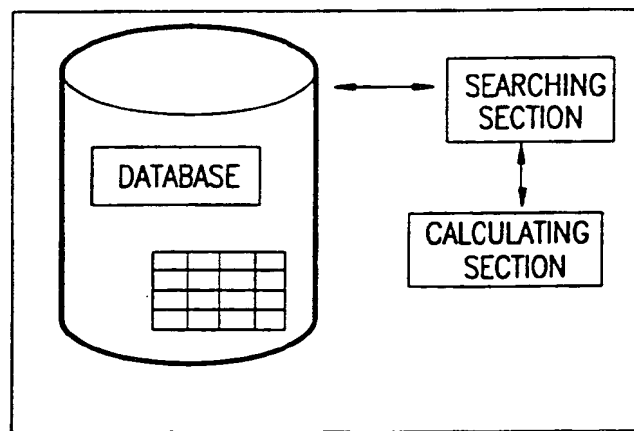 DATABASE
SEARCHING
SECTION
CALCULATING
SECTION